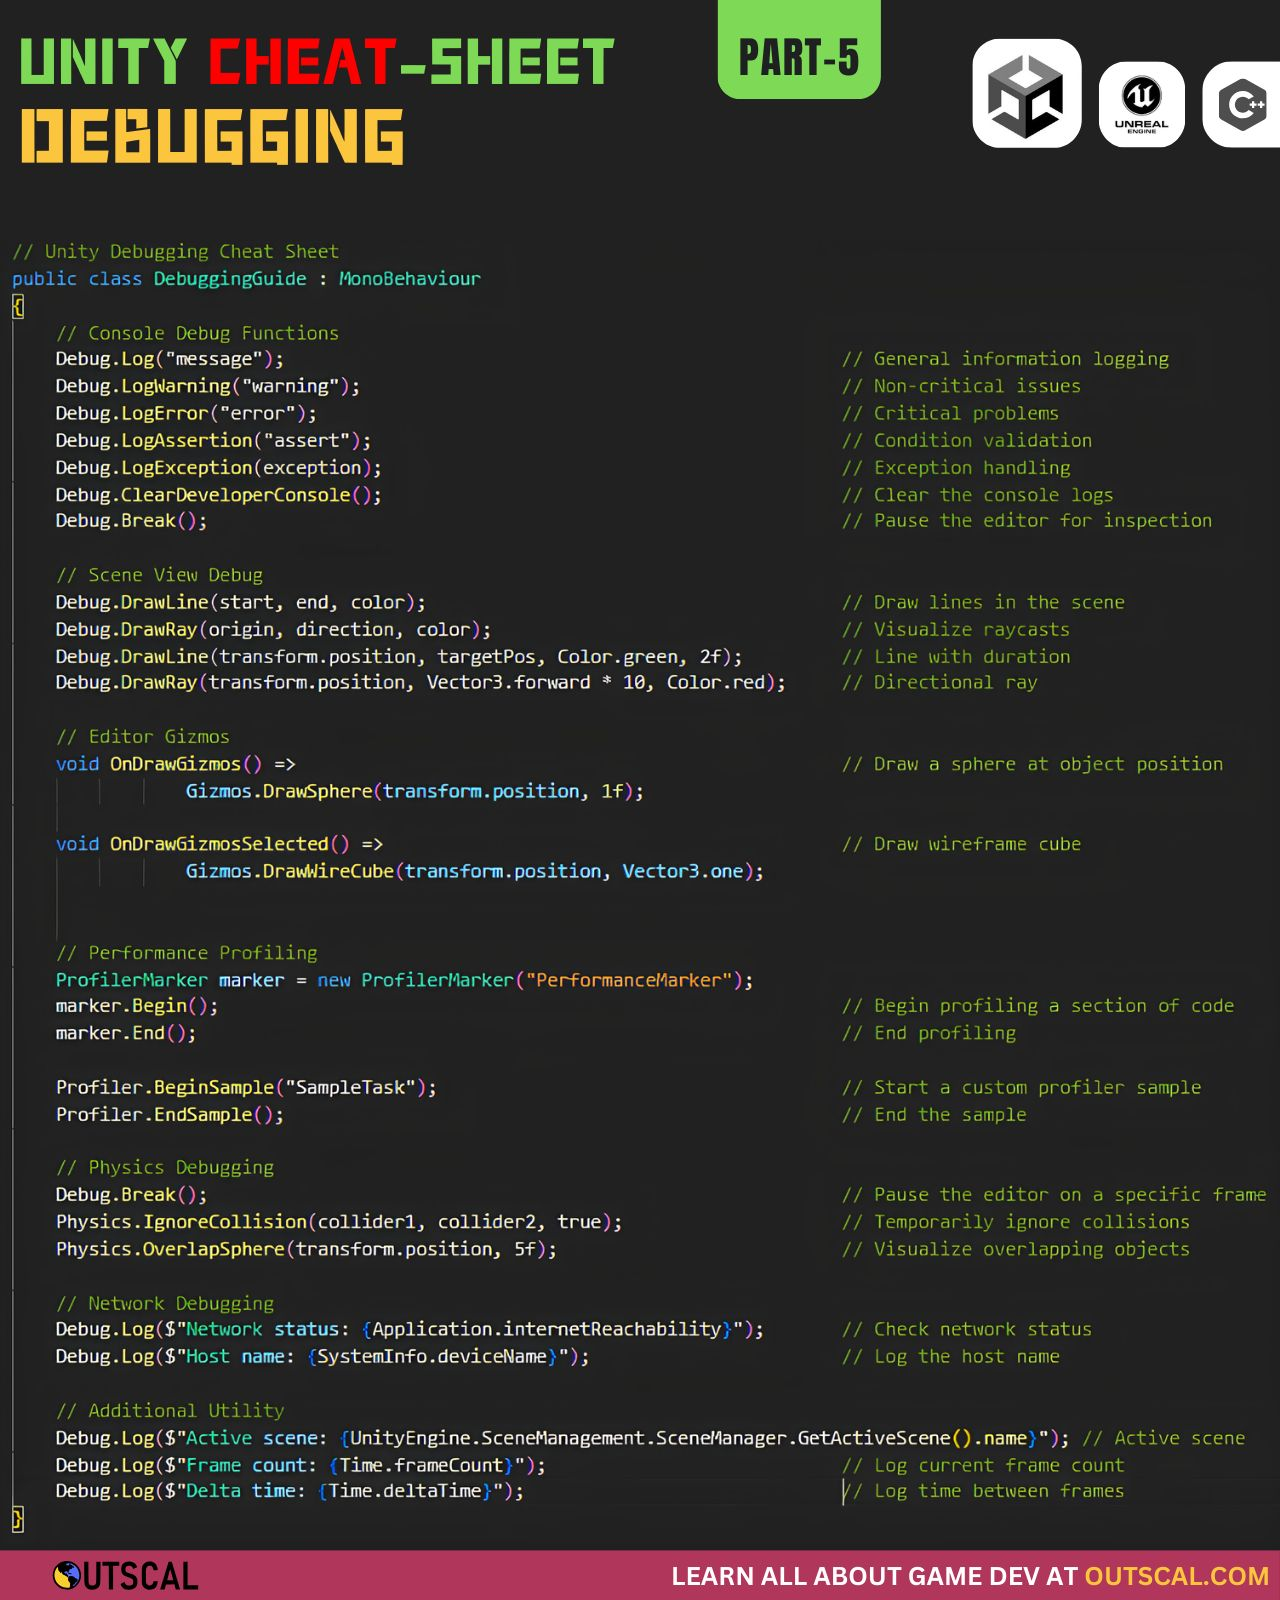 UNITY CHEAT-SHEET
DEBUGGING
PART-5
UNREAL
ENGINE
C++
// Unity Debugging Cheat Sheet
public class DebuggingGuide : MonoBehaviour
{
// Console Debug Functions
Debug.Log("message"); // General information logging
Debug.LogWarning("warning"); // Non-critical issues
Debug.LogError("error"); // Critical problems
Debug.LogAssertion("assert"); // Condition validation
Debug.LogException(exception); // Exception handling
Debug.ClearDeveloperConsole(); // Clear the console logs
Debug.Break(); // Pause the editor for inspection
// Scene View Debug
Debug.DrawLine(start, end, color); // Draw lines in the scene
Debug.DrawRay(origin, direction, color); // Visualize raycasts
Debug.DrawLine(transform.position, targetPos, Color.green, 2f); // Line with duration
Debug.DrawRay(transform.position, Vector3.forward * 10, Color.red); // Directional ray
// Editor Gizmos
void OnDrawGizmos() => // Draw a sphere at object position
Gizmos.DrawSphere(transform.position, 1f);
void OnDrawGizmosSelected() => // Draw wireframe cube
Gizmos.DrawWireCube(transform.position, Vector3.one);
// Performance Profiling
ProfilerMarker marker = new ProfilerMarker("PerformanceMarker");
marker.Begin(); // Begin profiling a section of code
marker.End(); // End profiling
Profiler.BeginSample("SampleTask"); // Start a custom profiler sample
Profiler.EndSample(); // End the sample
// Physics Debugging
Debug.Break(); // Pause the editor on a specific frame
Physics.IgnoreCollision(collider1, collider2, true); // Temporarily ignore collisions
Physics.OverlapSphere(transform.position, 5f); // Visualize overlapping objects
// Network Debugging
Debug.Log($"Network status: {Application.internetReachability}"); // Check network status
Debug.Log($"Host name: {SystemInfo.deviceName}"); // Log the host name
// Additional Utility
Debug.Log($"Active scene: {UnityEngine.SceneManagement.SceneManager.GetActiveScene().name}"); // Active scene
Debug.Log($"Frame count: {Time.frameCount}"); // Log current frame count
Debug.Log($"Delta time: {Time.deltaTime}"); // Log time between frames
}
OUTSCAL
LEARN ALL ABOUT GAME DEV AT OUTSCAL.COM